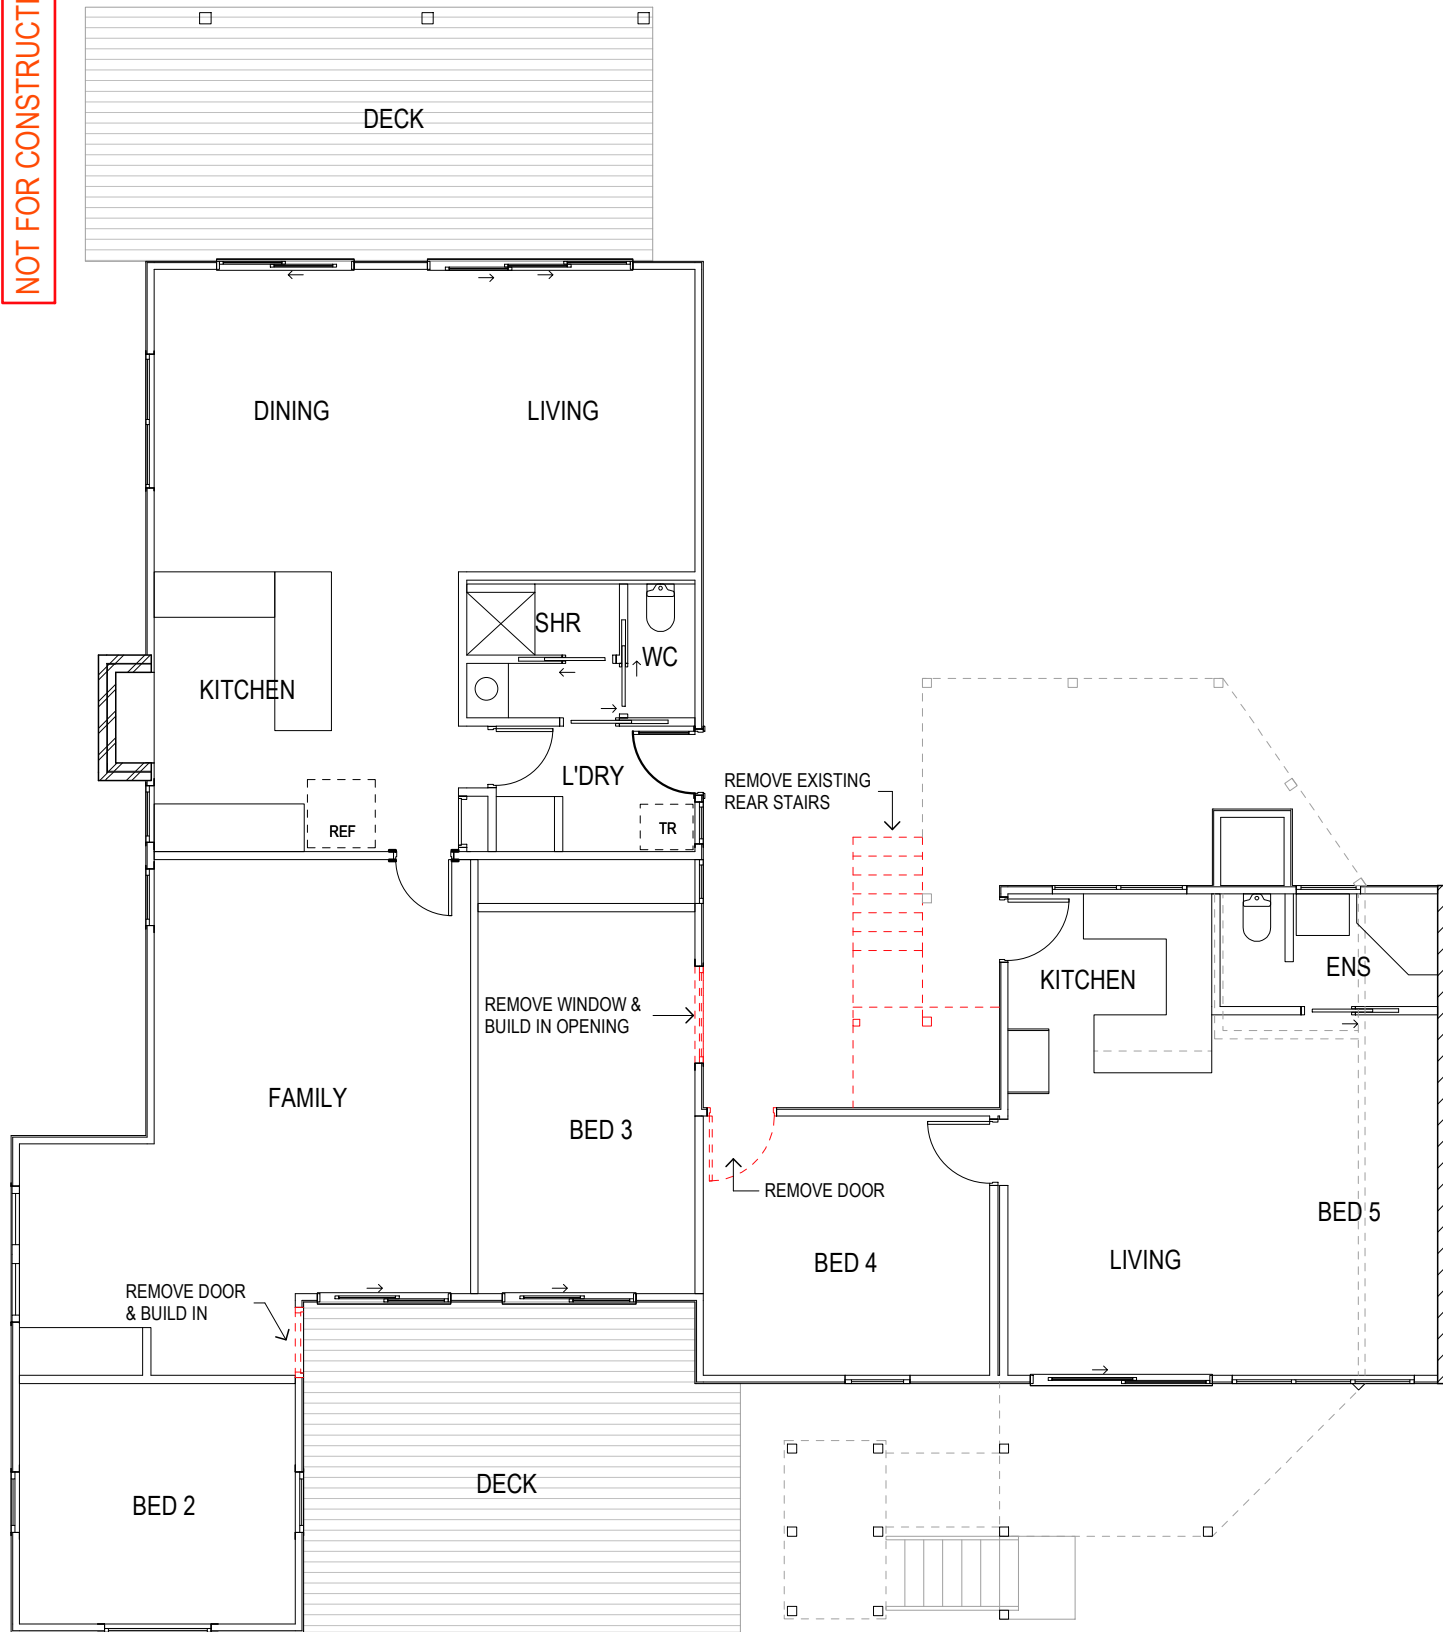 NOT FOR CONSTRUCTI
DECK
DINING
LIVING
SHR
WC
KITCHEN
L'DRY
REF
TR
REMOVE EXISTING
REAR STAIRS
KITCHEN
ENS
REMOVE WINDOW &
BUILD IN OPENING
FAMILY
BED 3
REMOVE DOOR
BED 5
BED 4
LIVING
REMOVE DOOR
& BUILD IN
DECK
BED 2